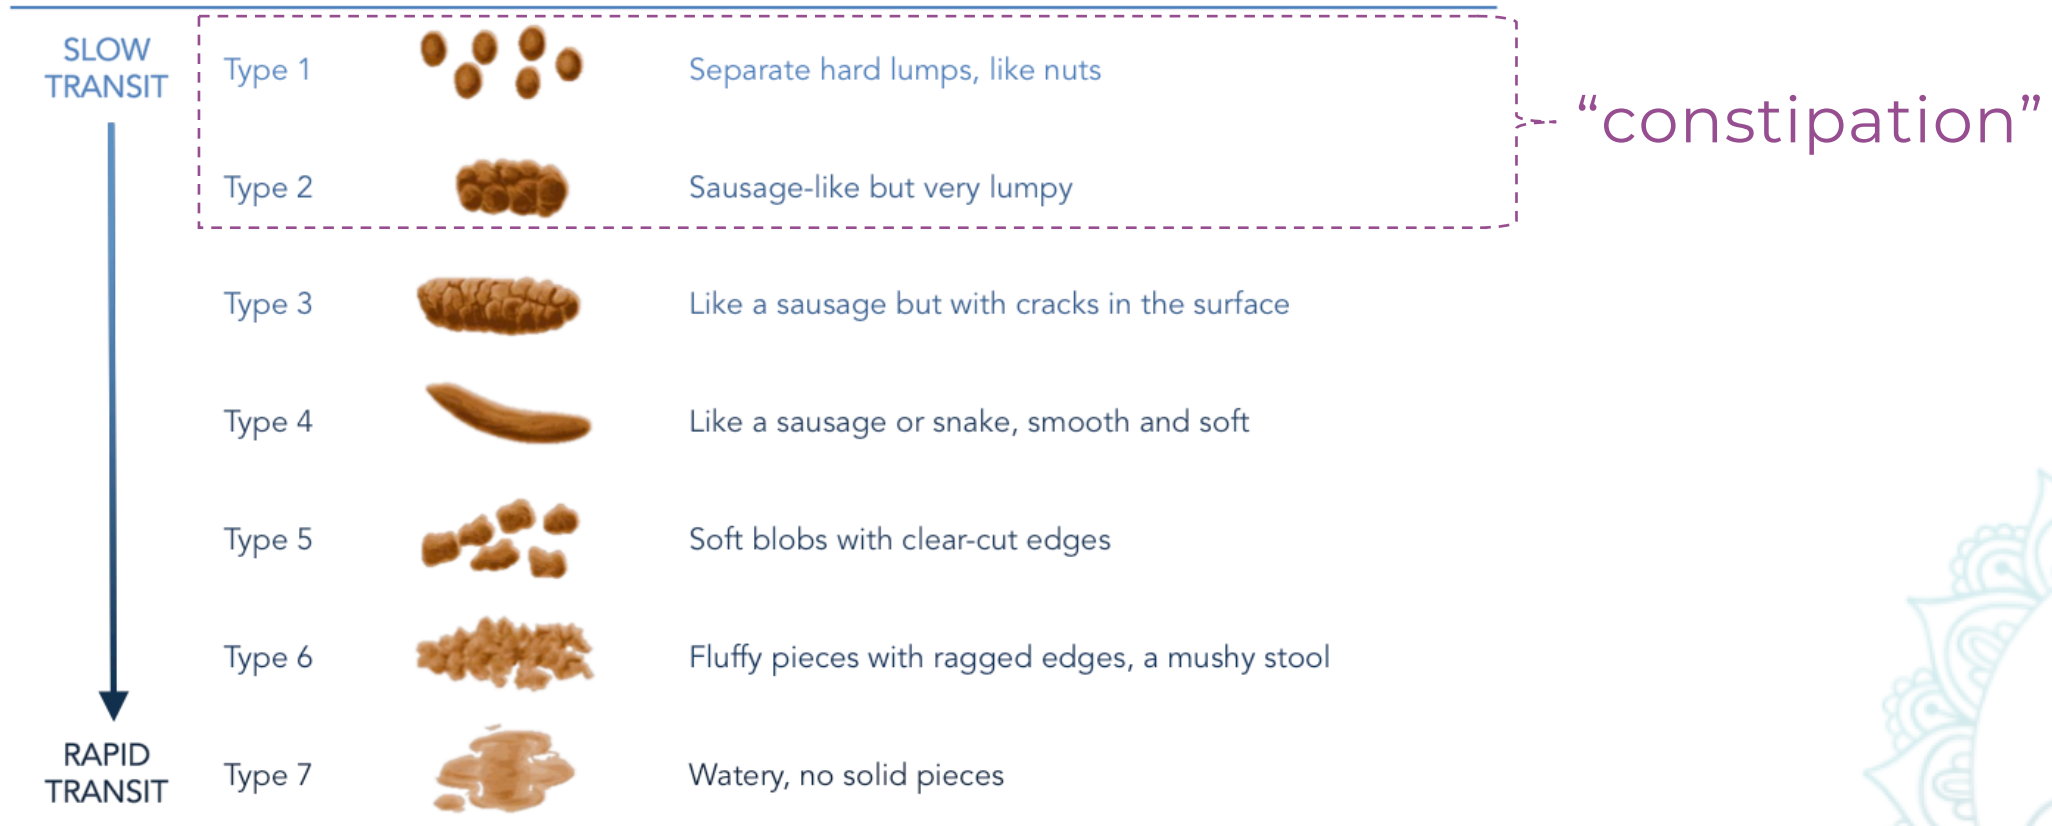 SLOW
TRANSIT
Type 1
Separate hard lumps, like nuts
“constipation”
Type 2
Sausage-like but very lumpy
Type 3
Like a sausage but with cracks in the surface
Type 4
Like a sausage or snake, smooth and soft
Type 5
Soft blobs with clear-cut edges
Type 6
Fluffy pieces with ragged edges, a mushy stool
RAPID
TRANSIT
Type 7
Watery, no solid pieces